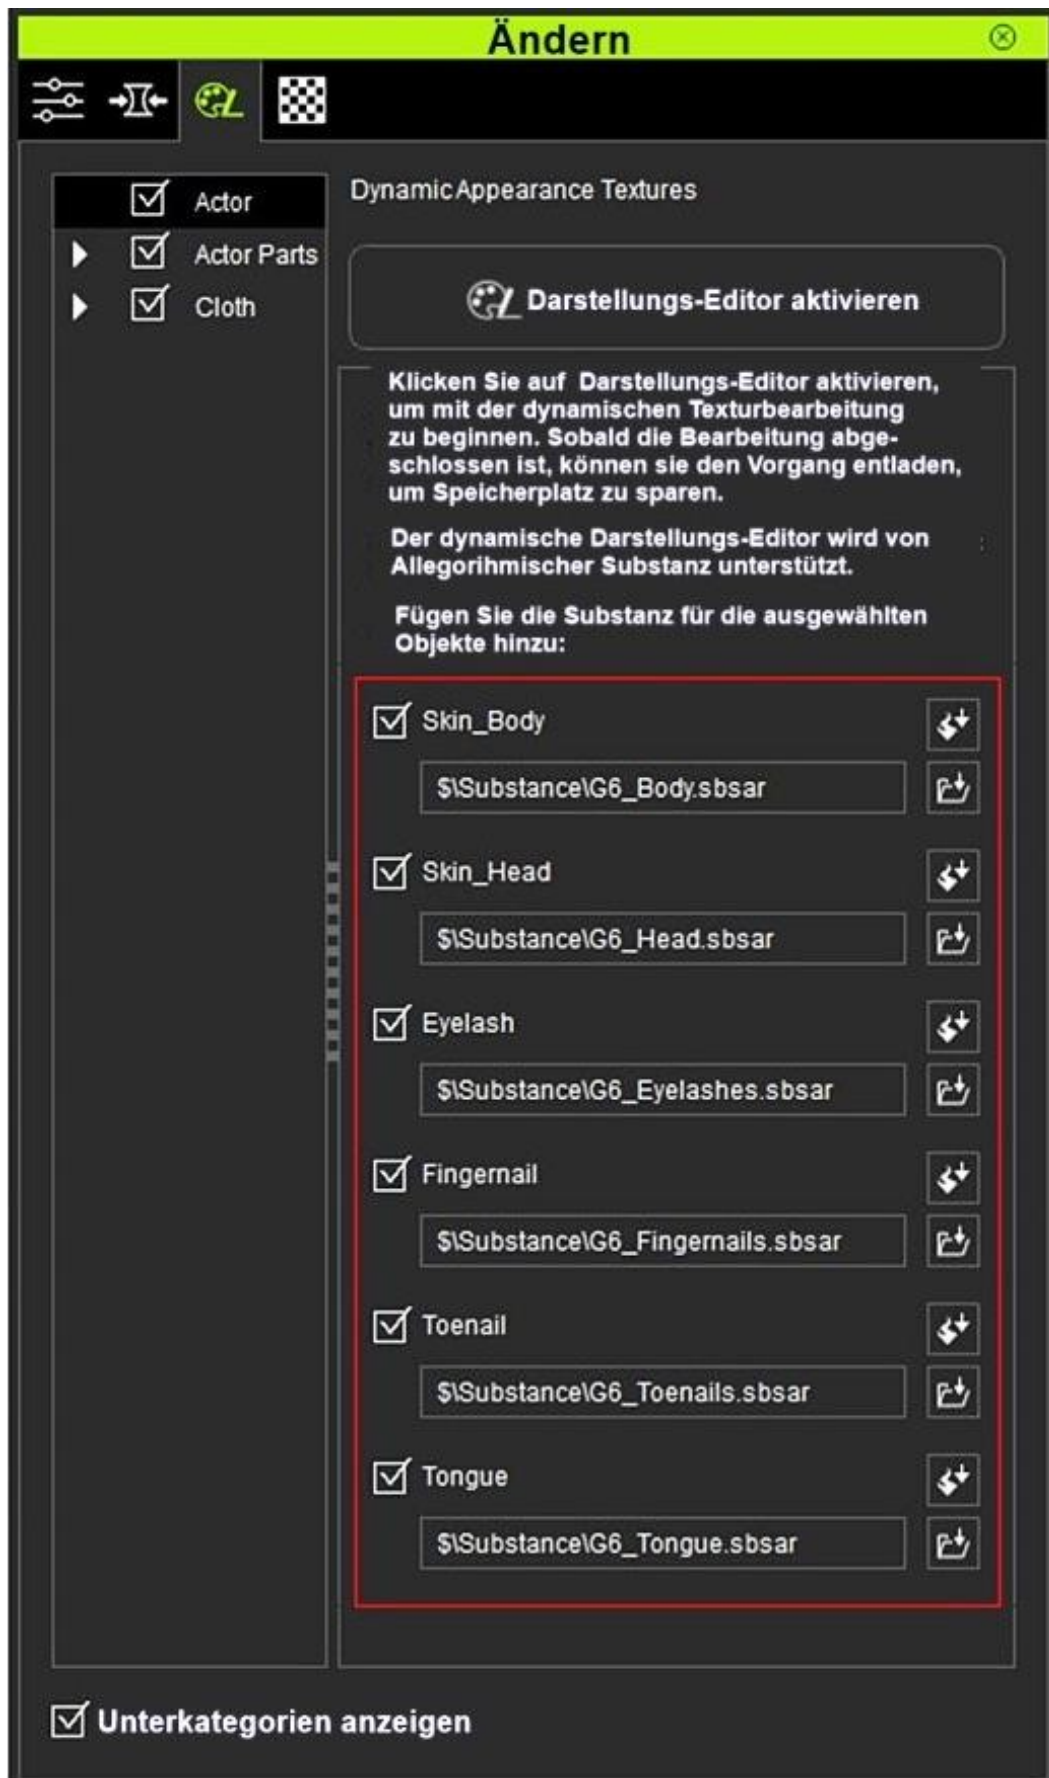 Ändern
Actor
Actor Parts
Cloth
Dynamic Appearance Textures
Darstellungs-Editor aktivieren
Klicken Sie auf Darstellungs-Editor aktivieren,
um mit der dynamischen Texturbearbeitung
zu beginnen. Sobald die Bearbeitung abge-
schlossen ist, können sie den Vorgang entladen,
um Speicherplatz zu sparen.
Der dynamische Darstellungs-Editor wird von
Allegorihmischer Substanz unterstützt.
Fügen Sie die Substanz für die ausgewählten
Objekte hinzu:
Skin_Body
$\Substance\G6_Body.sbsar
Skin_Head
$\Substance\G6_Head.sbsar
Eyelash
$\Substance\G6_Eyelashes.sbsar
Fingernail
$\Substance\G6_Fingernails.sbsar
Toenail
$\Substance\G6_Toenails.sbsar
Tongue
$\Substance\G6_Tongue.sbsar
Unterkategorien anzeigen